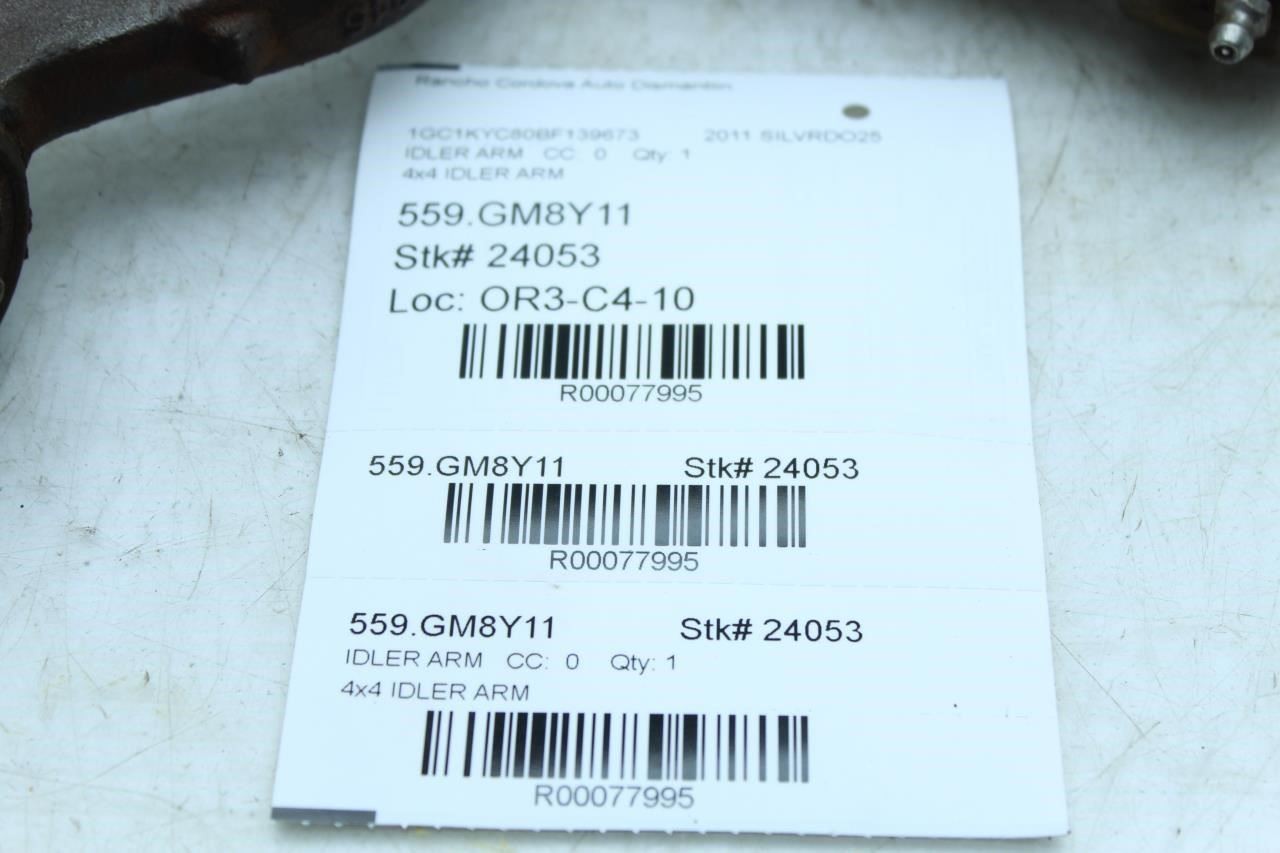 Rancho Cordova Auto Dismantlin
1GC1KYC80BF139673 2011 SILVRDO25
IDLER ARM CC: 0 Qty: 1
4x4 IDLER ARM
559.GM8Y11
Stk# 24053
Loc: OR3-C4-10
R00077995
559.GM8Y11 Stk# 24053
R00077995
559.GM8Y11 Stk# 24053
IDLER ARM CC: 0 Qty: 1
4x4 IDLER ARM
R00077995